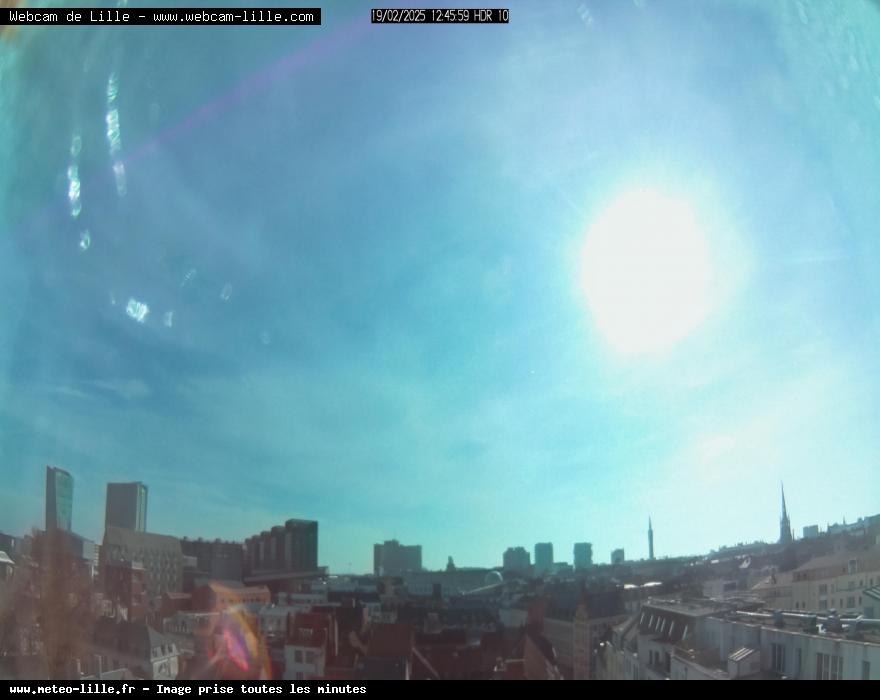 Webcam de Lille - www.webcam-lille.com
19/02/2025 12:45:59 HDR 10
www.meteo-lille.fr - Image prise toutes les minutes